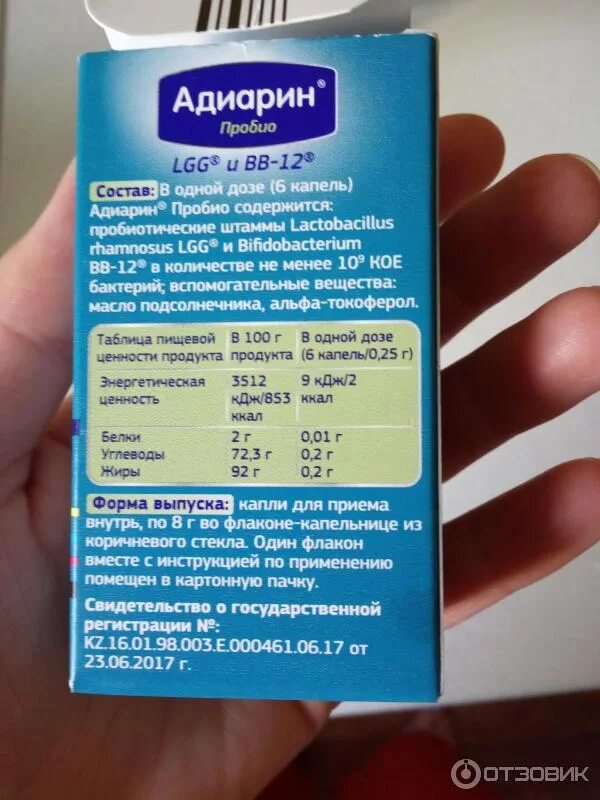 Адиарин®
Пробио
LGG® и BB-12®
Состав: В одной дозе (6 капель)
Адиарин® Пробио содержится:
пробиотические штаммы Lactobacillus
rhamnosus LGG® и Bifidobacterium
BB-12® в количестве не менее 10⁹ КОЕ
бактерий; вспомогательные вещества:
масло подсолнечника, альфа-токоферол.
Таблица пищевой ценности продукта В 100 г продукта В одной дозе (6 капель/0,25 г)
Энергетическая ценность 3512 кДж/853 ккал 9 кДж/2 ккал
Белки 2 г 0,01 г
Углеводы 72,3 г 0,2 г
Жиры 92 г 0,2 г
Форма выпуска: капли для приема
внутрь, по 8 г во флаконе-капельнице из
коричневого стекла. Один флакон
вместе с инструкцией по применению
помещен в картонную пачку.
Свидетельство о государственной
регистрации №:
KZ.16.01.98.003.E.000461.06.17 от
23.06.2017 г.
ОТЗОВИК